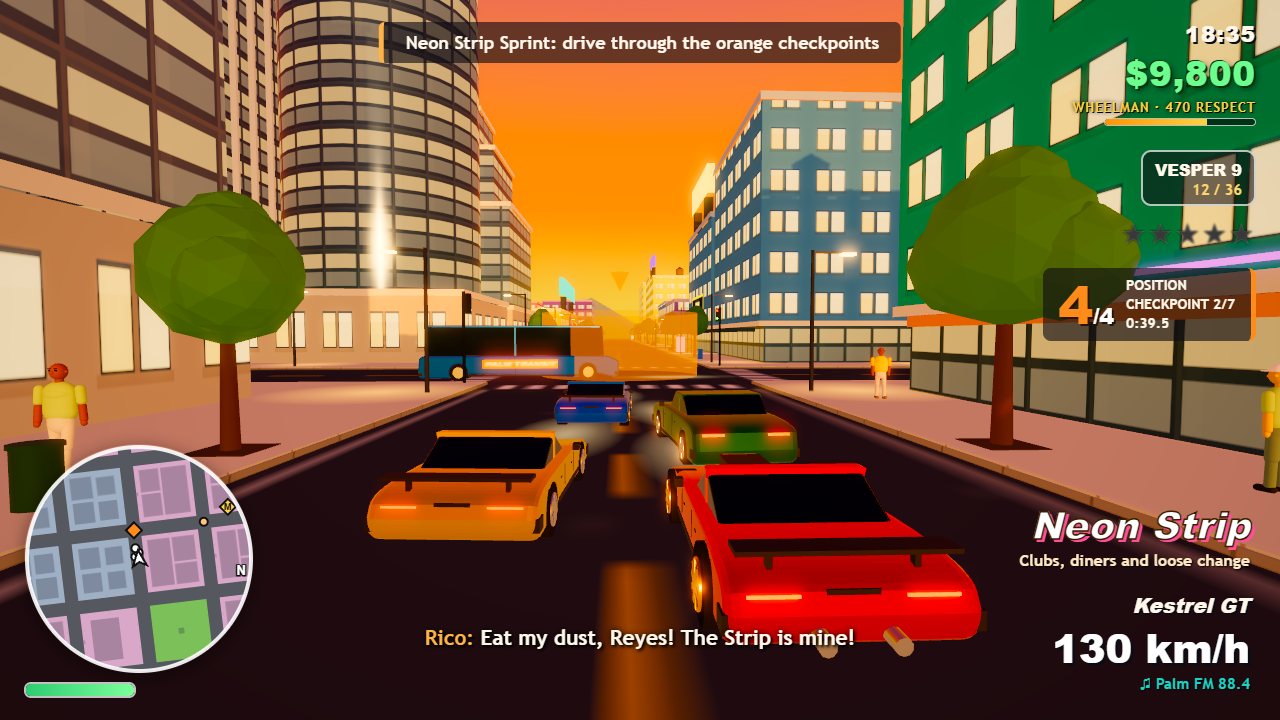 Neon Strip Sprint: drive through the orange checkpoints
18:35
$9,800
WHEELMAN · 470 RESPECT
VESPER 9
12 / 36
4/4
POSITION
CHECKPOINT 2/7
0:39.5
PALM TRANSIT
M
N
Neon Strip
Clubs, diners and loose change
Kestrel GT
Rico: Eat my dust, Reyes! The Strip is mine!
130 km/h
♫ Palm FM 88.4